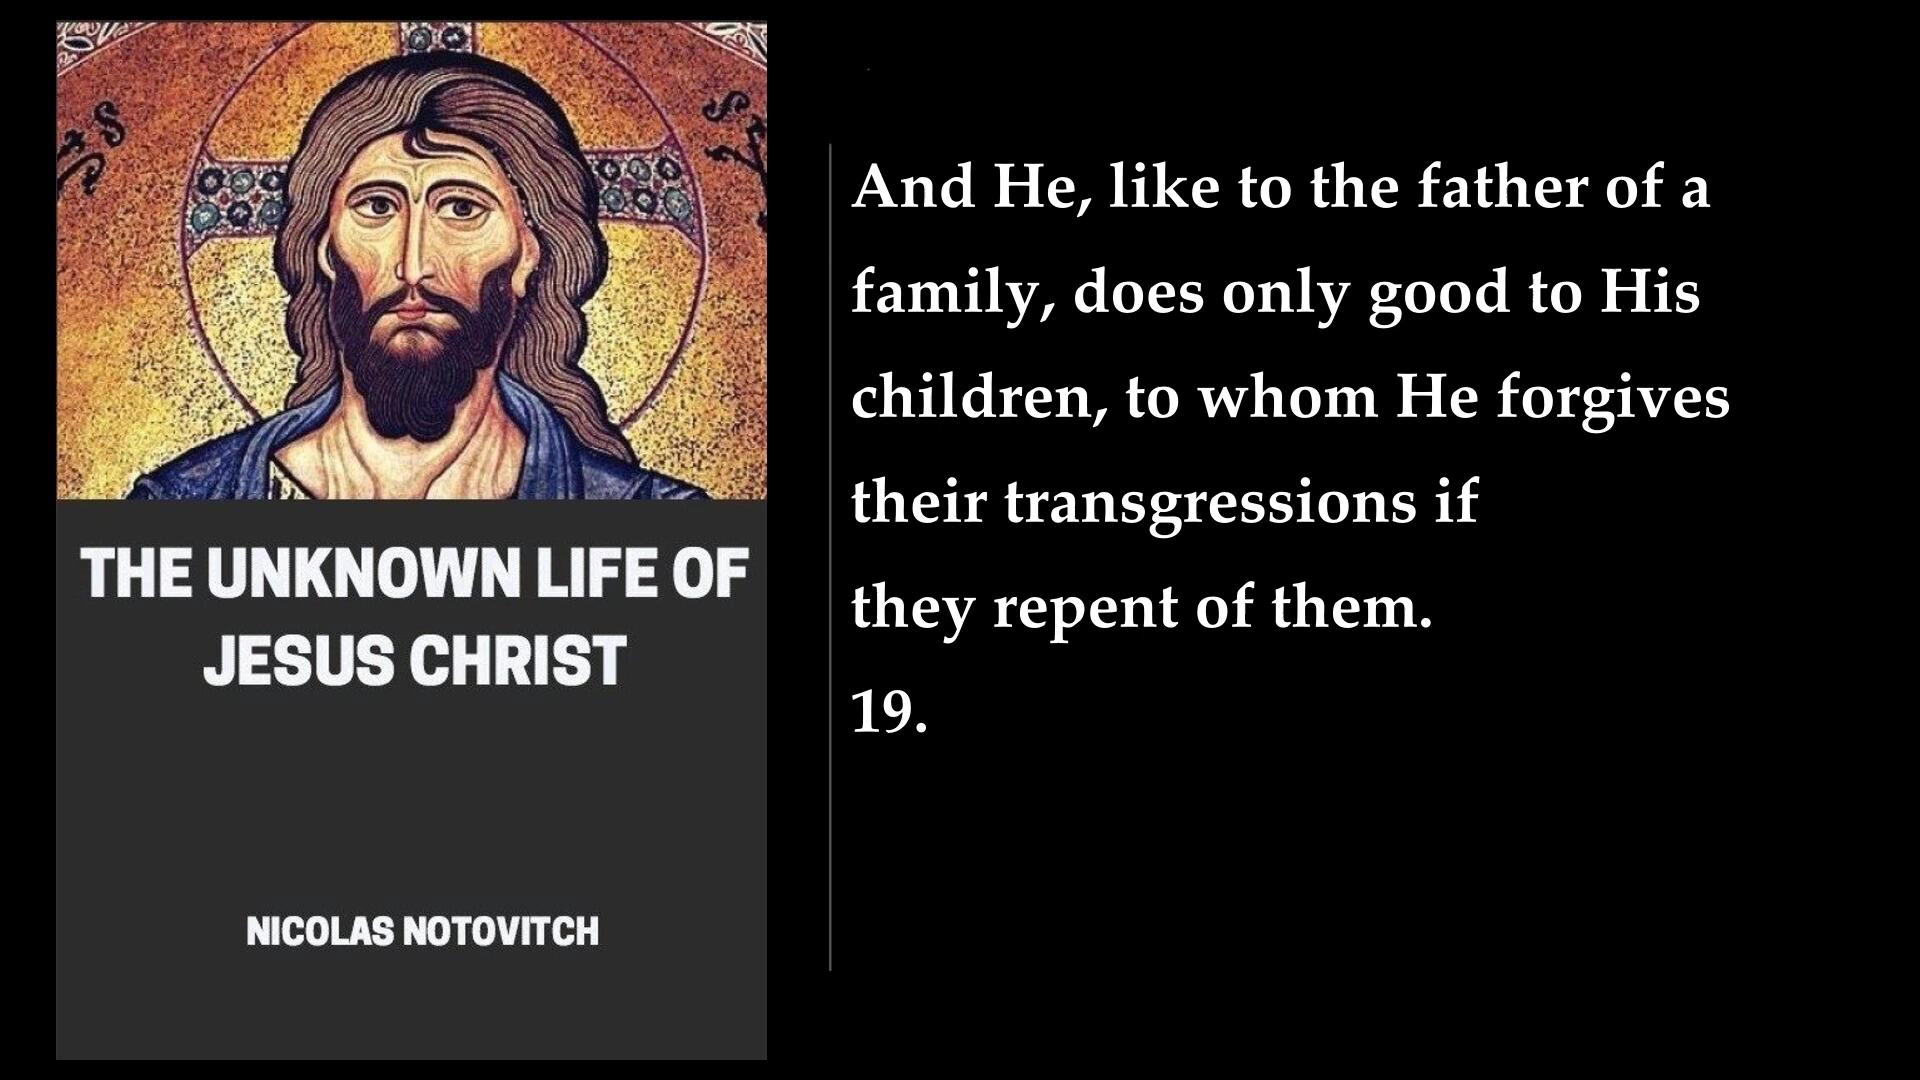 THE UNKNOWN LIFE OF
JESUS CHRIST
NICOLAS NOTOVITCH
And He, like to the father of a
family, does only good to His
children, to whom He forgives
their transgressions if
they repent of them.
19.